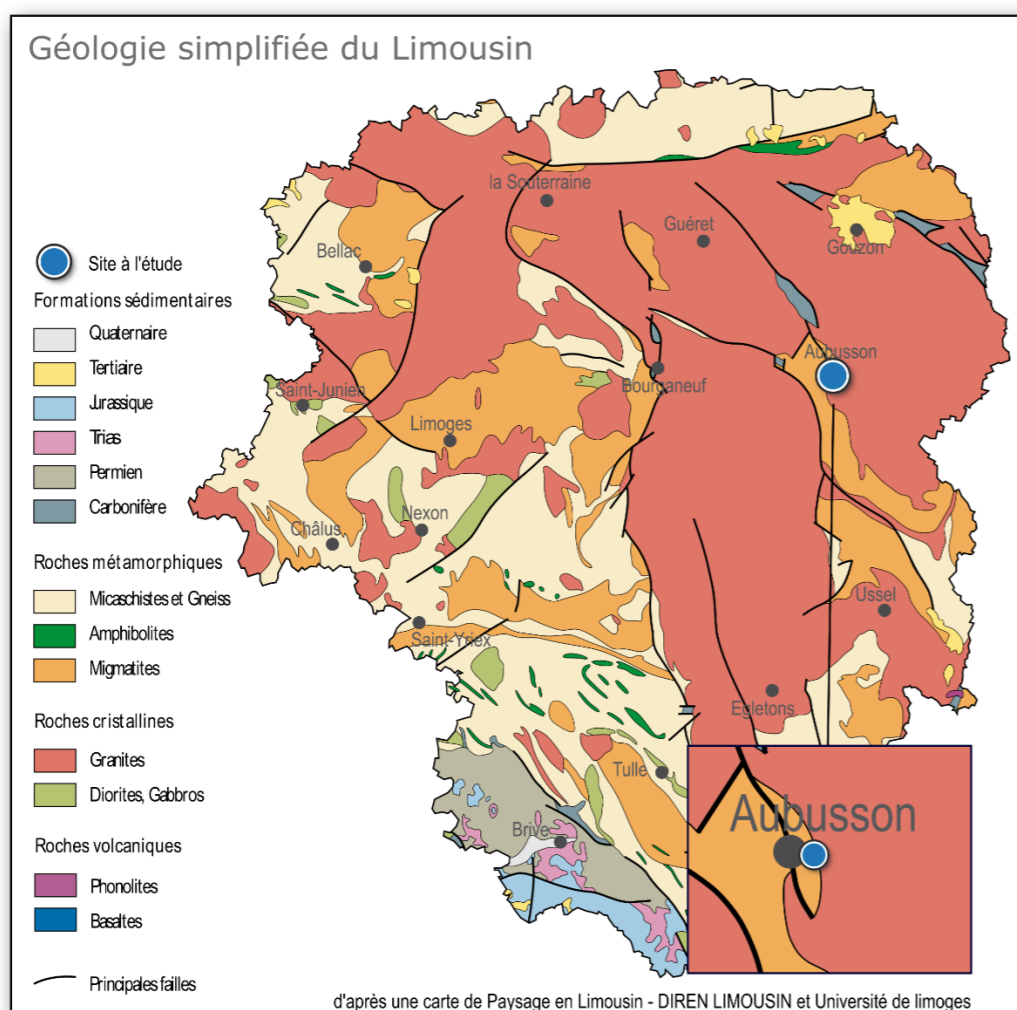 Géologie simplifiée du Limousin
Site à l'étude
Formations sédimentaires
Quaternaire
Tertiaire
Jurassique
Trias
Permien
Carbonifère
Roches métamorphiques
Micaschistes et Gneiss
Amphibolites
Migmatites
Roches cristallines
Granites
Diorites, Gabbros
Roches volcaniques
Phonolites
Basaltes
Principales failles
la Souterraine
Guéret
Gouzon
Bellac
Aubusson
Bourganeuf
Saint-Junien
Limoges
Nexon
Châlus
Ussel
Saint-Yriex
Egletons
Tulle
Brive
Aubusson
d'après une carte de Paysage en Limousin - DIREN LIMOUSIN et Université de limoges